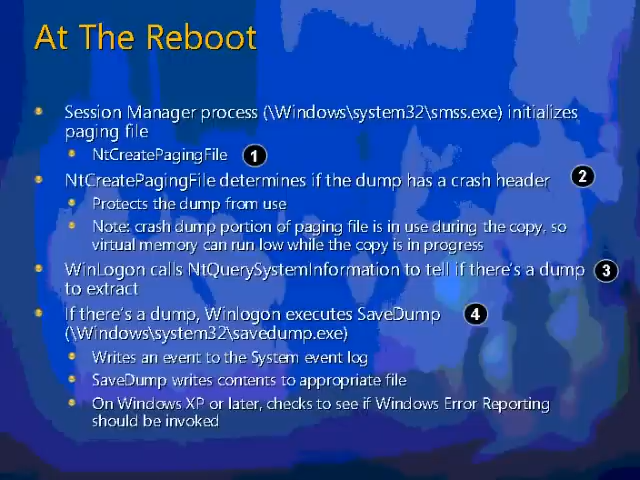 At The Reboot
Session Manager process (\Windows\system32\smss.exe) initializes
paging file
NtCreatePagingFile 1
NtCreatePagingFile determines if the dump has a crash header 2
Protects the dump from use
Note: crash dump portion of paging file is in use during the copy, so
virtual memory can run low while the copy is in progress
WinLogon calls NtQuerySystemInformation to tell if there's a dump 3
to extract
If there's a dump, Winlogon executes SaveDump 4
(\Windows\system32\savedump.exe)
Writes an event to the System event log
SaveDump writes contents to appropriate file
On Windows XP or later, checks to see if Windows Error Reporting
should be invoked